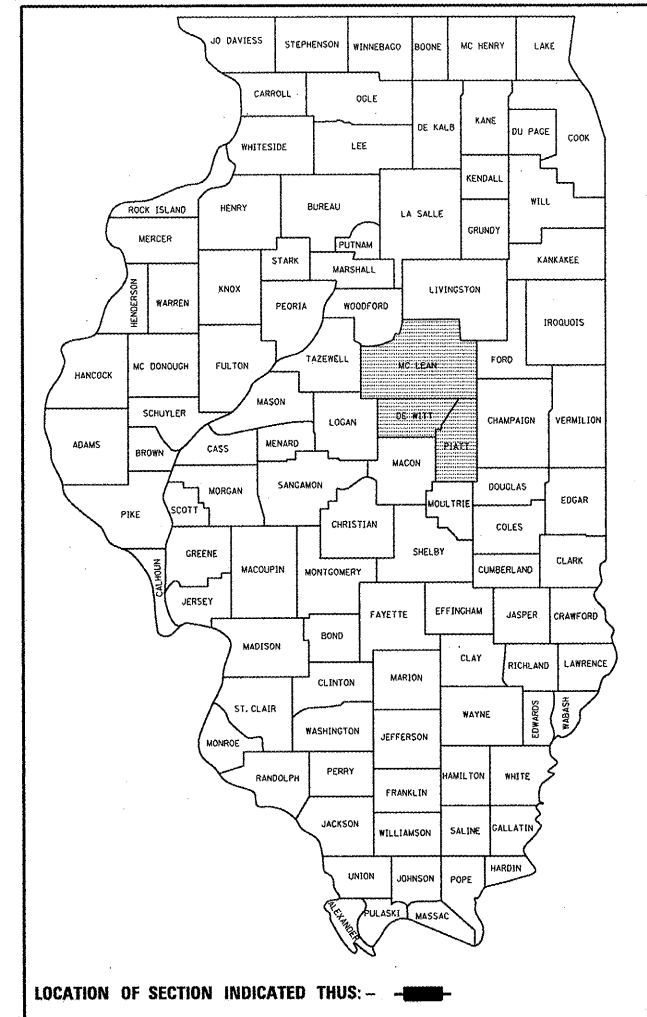 JO DAVIESS STEPHENSON WINNEBAGO BOONE MC HENRY LAKE
CARROLL OGLE
DE KALB KANE DU PAGE COOK
WHITESIDE LEE
KENDALL
WILL
ROCK ISLAND HENRY BUREAU LA SALLE
MERCER PUTNAM GRUNDY
STARK MARSHALL KANKAKEE
HENDERSON WARREN KNOX PEORIA WOODFORD LIVINGSTON
IROQUOIS
HANCOCK MC DONOUGH FULTON TAZEWELL MC LEAN FORD
MASON
SCHUYLER LOGAN DE WITT CHAMPAIGN VERMILION
ADAMS BROWN CASS MENARD MACON PIATT
MORGAN SANGAMON DOUGLAS EDGAR
PIKE SCOTT CHRISTIAN MOULTRIE COLES
GREENE MACOUPIN MONTGOMERY SHELBY CUMBERLAND CLARK
CALHOUN
JERSEY FAYETTE EFFINGHAM JASPER CRAWFORD
MADISON BOND
CLAY RICHLAND LAWRENCE
CLINTON MARION
ST. CLAIR WAYNE EDWARDS WABASH
WASHINGTON JEFFERSON
MONROE
RANDOLPH PERRY HAMILTON WHITE
FRANKLIN
JACKSON WILLIAMSON SALINE GALLATIN
UNION JOHNSON POPE HARDIN
ALEXANDER PULASKI MASSAC
LOCATION OF SECTION INDICATED THUS: –